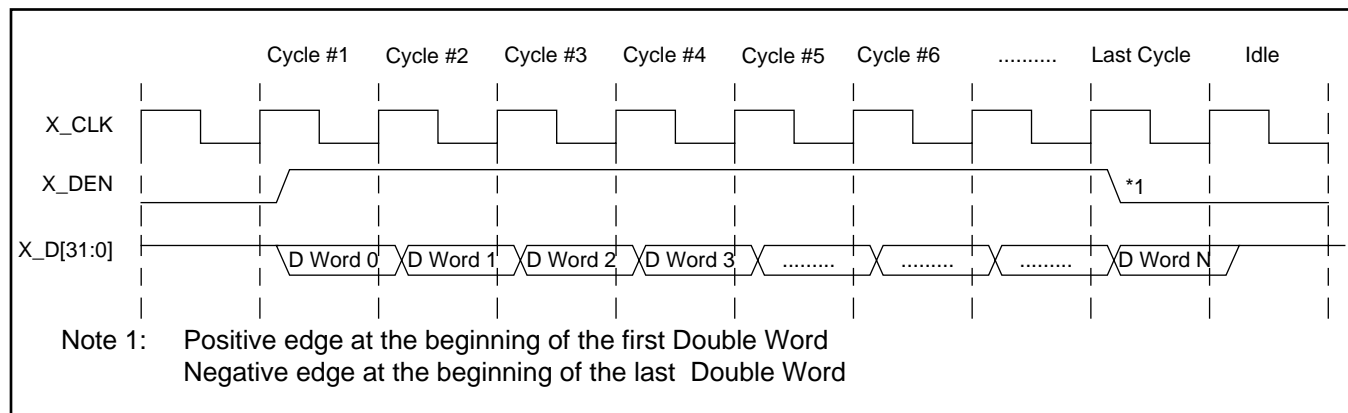 Cycle #1 Cycle #2 Cycle #3 Cycle #4 Cycle #5 Cycle #6 .......... Last Cycle Idle
X_CLK
X_DEN *1
X_D[31:0] D Word 0 D Word 1 D Word 2 D Word 3 ......... ......... ......... D Word N
Note 1: Positive edge at the beginning of the first Double Word
Negative edge at the beginning of the last Double Word